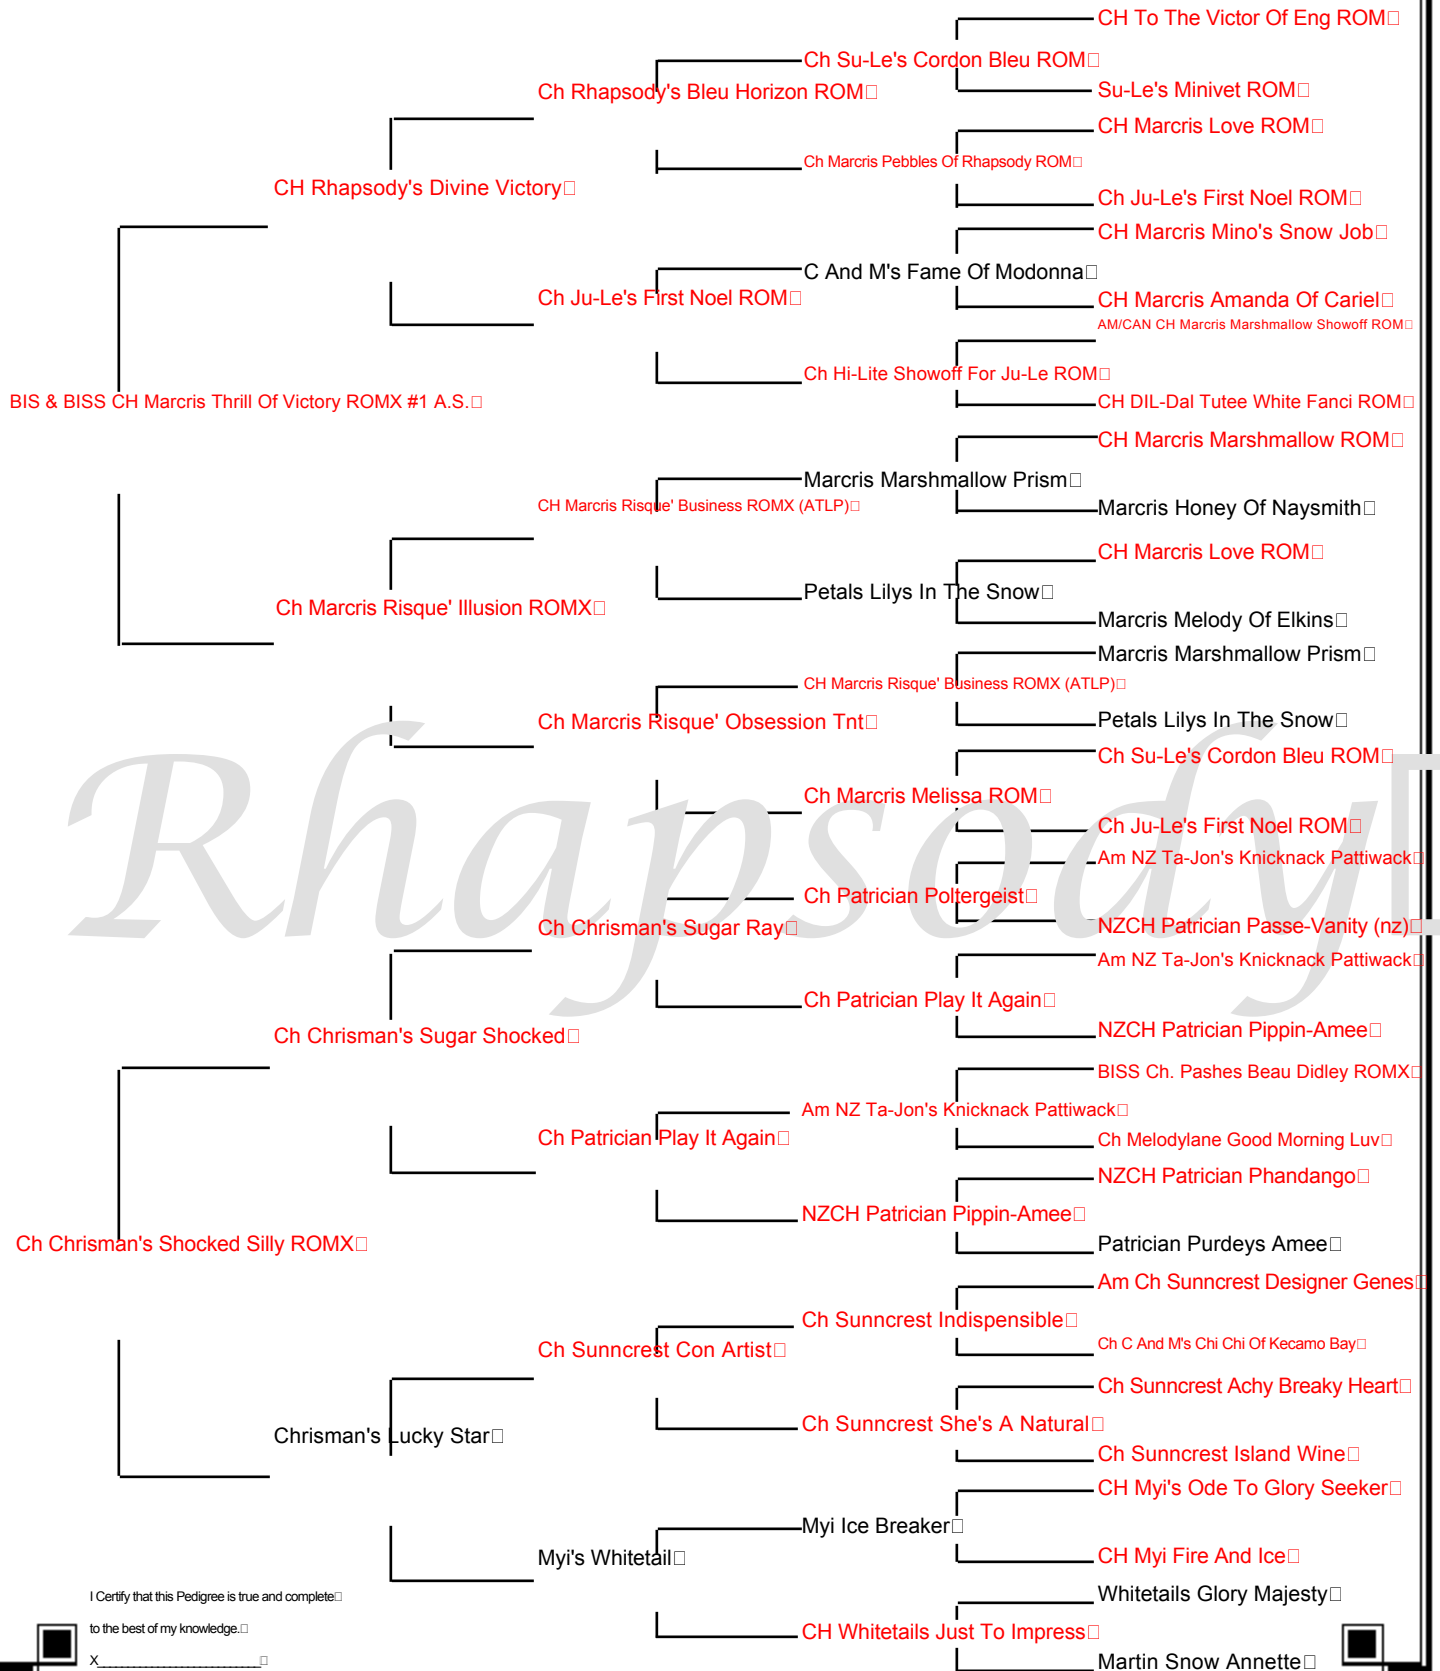 CH To The Victor Of Eng ROM
Ch Su-Le's Cordon Bleu ROM
Ch Rhapsody's Bleu Horizon ROM
Su-Le's Minivet ROM
CH Marcris Love ROM
Ch Marcris Pebbles Of Rhapsody ROM
CH Rhapsody's Divine Victory
Ch Ju-Le's First Noel ROM
CH Marcris Mino's Snow Job
C And M's Fame Of Modonna
Ch Ju-Le's First Noel ROM
CH Marcris Amanda Of Cariel
AM/CAN CH Marcris Marshmallow Showoff ROM
Ch Hi-Lite Showoff For Ju-Le ROM
BIS & BISS CH Marcris Thrill Of Victory ROMX #1 A.S.
CH DIL-Dal Tutee White Fanci ROM
CH Marcris Marshmallow ROM
Marcris Marshmallow Prism
CH Marcris Risque' Business ROMX (ATLP)
Marcris Honey Of Naysmith
CH Marcris Love ROM
Petals Lilys In The Snow
Ch Marcris Risque' Illusion ROMX
Marcris Melody Of Elkins
Marcris Marshmallow Prism
CH Marcris Risque' Business ROMX (ATLP)
Ch Marcris Risque' Obsession Tnt
Petals Lilys In The Snow
Ch Su-Le's Cordon Bleu ROM
Ch Marcris Melissa ROM
Ch Ju-Le's First Noel ROM
Rhapsody
Am NZ Ta-Jon's Knicknack Pattiwack
Ch Patrician Poltergeist
Ch Chrisman's Sugar Ray
NZCH Patrician Passe-Vanity (nz)
Am NZ Ta-Jon's Knicknack Pattiwack
Ch Patrician Play It Again
Ch Chrisman's Sugar Shocked
NZCH Patrician Pippin-Amee
BISS Ch. Pashes Beau Didley ROMX
Am NZ Ta-Jon's Knicknack Pattiwack
Ch Patrician Play It Again
Ch Melodylane Good Morning Luv
NZCH Patrician Phandango
NZCH Patrician Pippin-Amee
Ch Chrisman's Shocked Silly ROMX
Patrician Purdeys Amee
Am Ch Sunncrest Designer Genes
Ch Sunncrest Indispensible
Ch Sunncrest Con Artist
Ch C And M's Chi Chi Of Kecamo Bay
Ch Sunncrest Achy Breaky Heart
Ch Sunncrest She's A Natural
Chrisman's Lucky Star
Ch Sunncrest Island Wine
CH Myi's Ode To Glory Seeker
Myi Ice Breaker
Myi's Whitetail
CH Myi Fire And Ice
Whitetails Glory Majesty
CH Whitetails Just To Impress
Martin Snow Annette
I Certify that this Pedigree is true and complete
to the best of my knowledge.
X__________________________